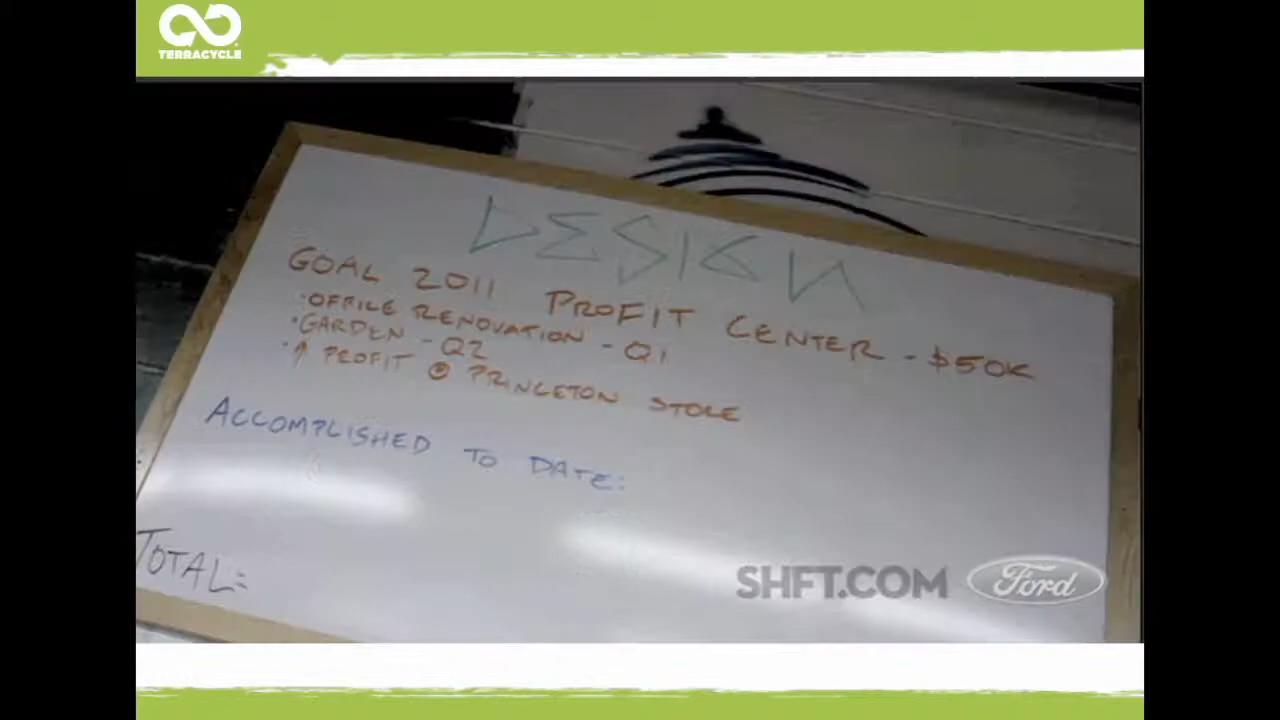 TERRACYCLE
DESIGN
GOAL 2011 PROFIT CENTER - $50K
• OFFICE RENOVATION - Q1
• GARDEN - Q2
• ↑ PROFIT @ PRINCETON STORE
ACCOMPLISHED TO DATE:
TOTAL=
SHFT.COM Ford